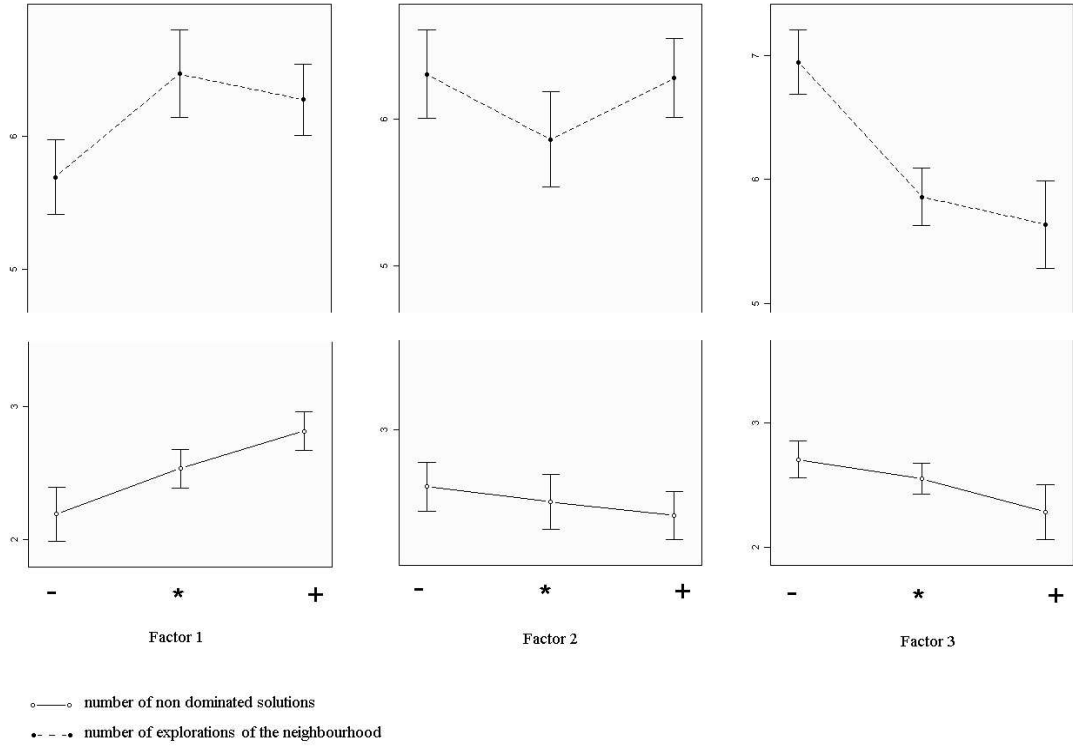 6
5
3
2
- * +
Factor 1
6
5
3
- * +
Factor 2
7
6
5
3
2
- * +
Factor 3
number of non dominated solutions
number of explorations of the neighbourhood